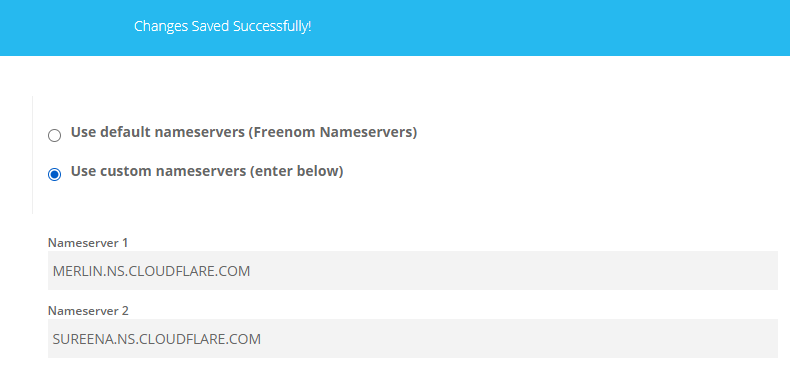 Changes Saved Successfully!
Use default nameservers (Freenom Nameservers)
Use custom nameservers (enter below)
Nameserver 1
MERLIN.NS.CLOUDFLARE.COM
Nameserver 2
SUREENA.NS.CLOUDFLARE.COM